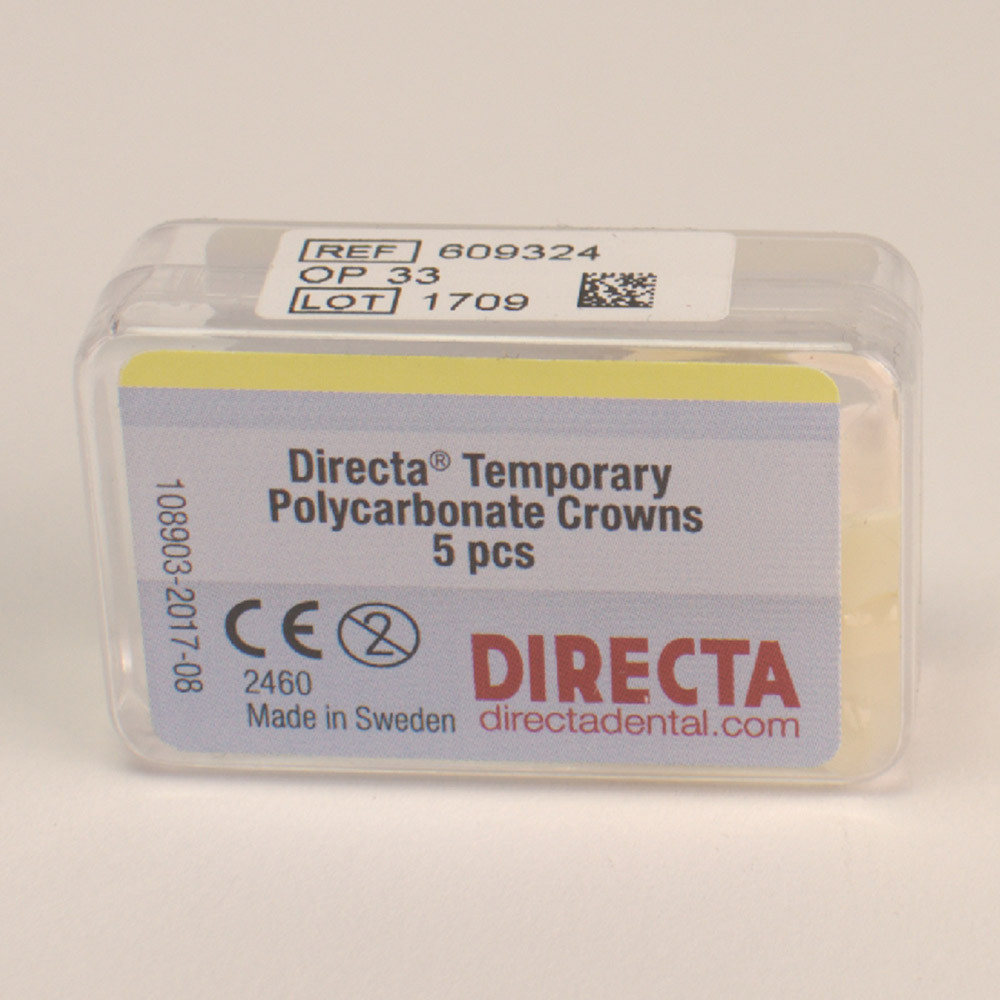 REF 609324
OP 33
LOT 1709
Directa® Temporary
Polycarbonate Crowns
5 pcs
108903-2017-08
CE 2
2460
Made in Sweden
DIRECTA
directadental.com